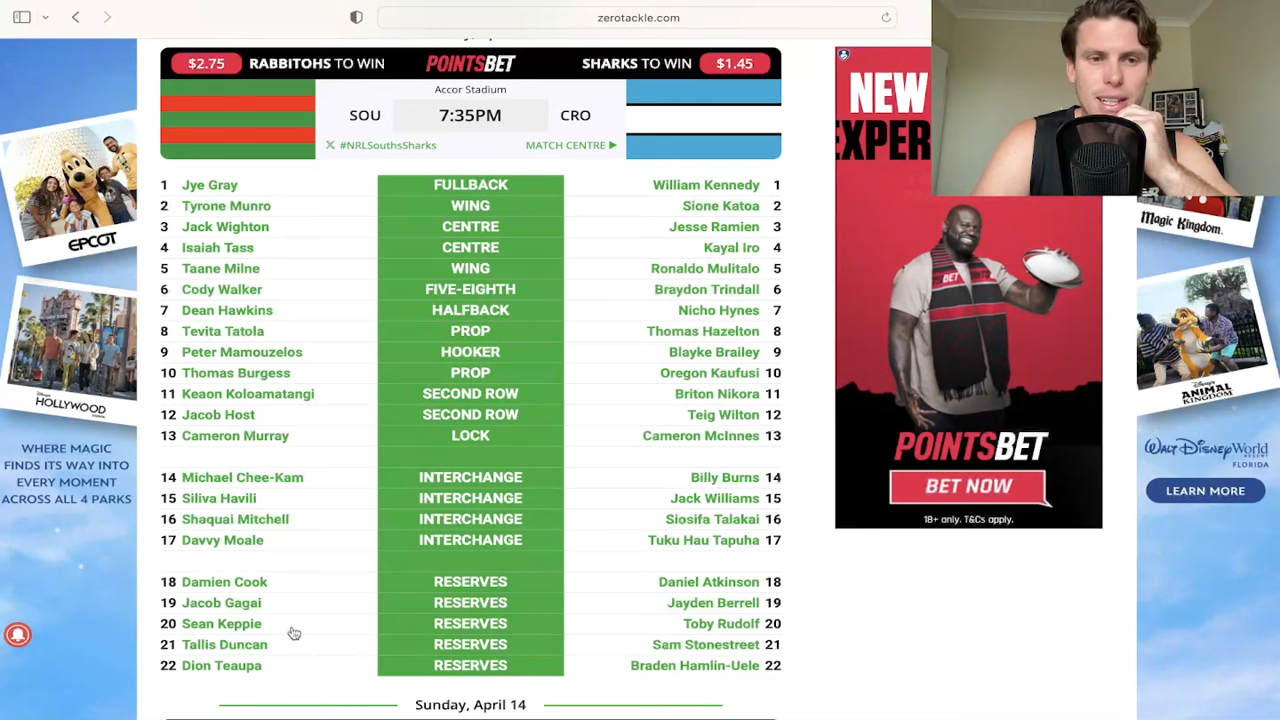 zerotackle.com
$2.75 RABBITOHS TO WIN POINTSBET SHARKS TO WIN $1.45
Accor Stadium
SOU 7:35PM CRO
#NRLSouthsSharks MATCH CENTRE
1 Jye Gray FULLBACK William Kennedy 1
2 Tyrone Munro WING Sione Katoa 2
3 Jack Wighton CENTRE Jesse Ramien 3
4 Isaiah Tass CENTRE Kayal Iro 4
5 Taane Milne WING Ronaldo Mulitalo 5
6 Cody Walker FIVE-EIGHTH Braydon Trindall 6
7 Dean Hawkins HALFBACK Nicho Hynes 7
8 Tevita Tatola PROP Thomas Hazelton 8
9 Peter Mamouzelos HOOKER Blayke Brailey 9
10 Thomas Burgess PROP Oregon Kaufusi 10
11 Keaon Koloamatangi SECOND ROW Briton Nikora 11
12 Jacob Host SECOND ROW Teig Wilton 12
13 Cameron Murray LOCK Cameron McInnes 13
14 Michael Chee-Kam INTERCHANGE Billy Burns 14
15 Siliva Havili INTERCHANGE Jack Williams 15
16 Shaquai Mitchell INTERCHANGE Siosifa Talakai 16
17 Davvy Moale INTERCHANGE Tuku Hau Tapuha 17
18 Damien Cook RESERVES Daniel Atkinson 18
19 Jacob Gagai RESERVES Jayden Berrell 19
20 Sean Keppie RESERVES Toby Rudolf 20
21 Tallis Duncan RESERVES Sam Stonestreet 21
22 Dion Teaupa RESERVES Braden Hamlin-Uele 22
Sunday, April 14
EPCOT
Disney's
HOLLYWOOD
WHERE MAGIC
FINDS ITS WAY INTO
EVERY MOMENT
ACROSS ALL 4 PARKS
NEW
EXPER
BET
POINTSBET
BET NOW
18+ only. T&Cs apply.
Magic Kingdom
Disney's
ANIMAL
KINGDOM
Walt Disney World
RESORT
FLORIDA
LEARN MORE